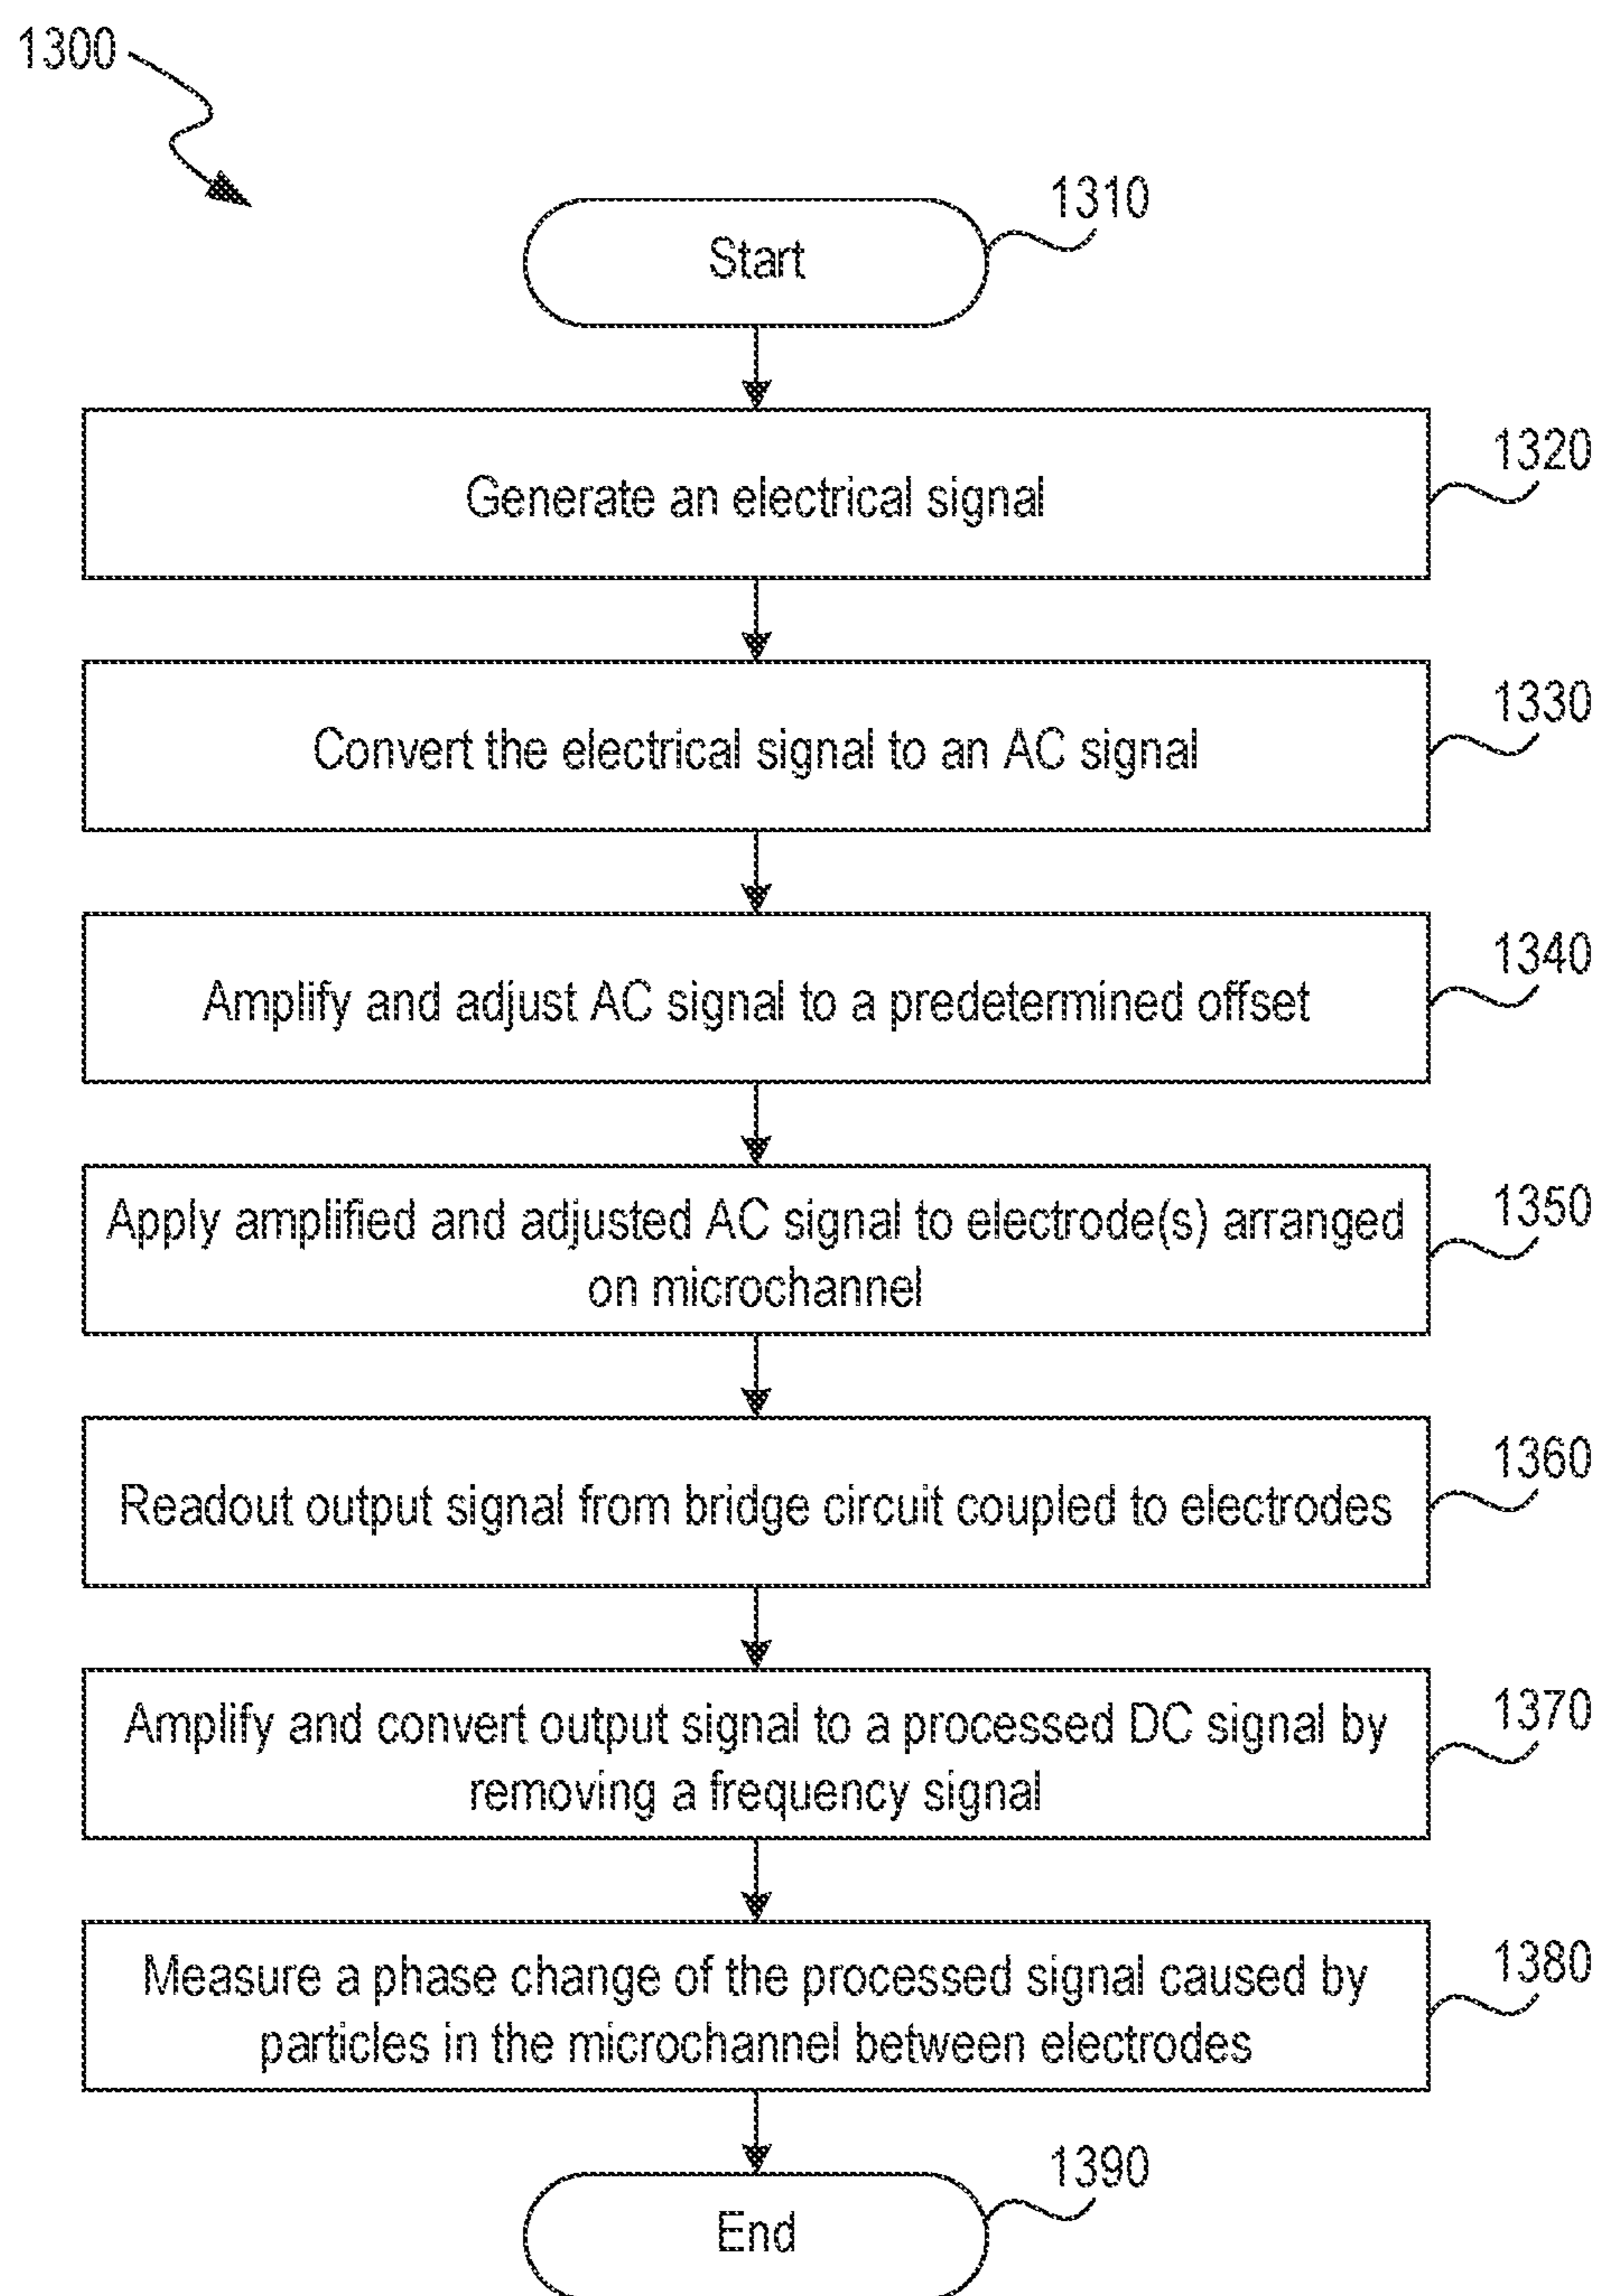 1300
1310
Start
1320
Generate an electrical signal
1330
Convert the electrical signal to an AC signal
1340
Amplify and adjust AC signal to a predetermined offset
1350
Apply amplified and adjusted AC signal to electrode(s) arranged
on microchannel
1360
Readout output signal from bridge circuit coupled to electrodes
1370
Amplify and convert output signal to a processed DC signal by
removing a frequency signal
1380
Measure a phase change of the processed signal caused by
particles in the microchannel between electrodes
1390
End